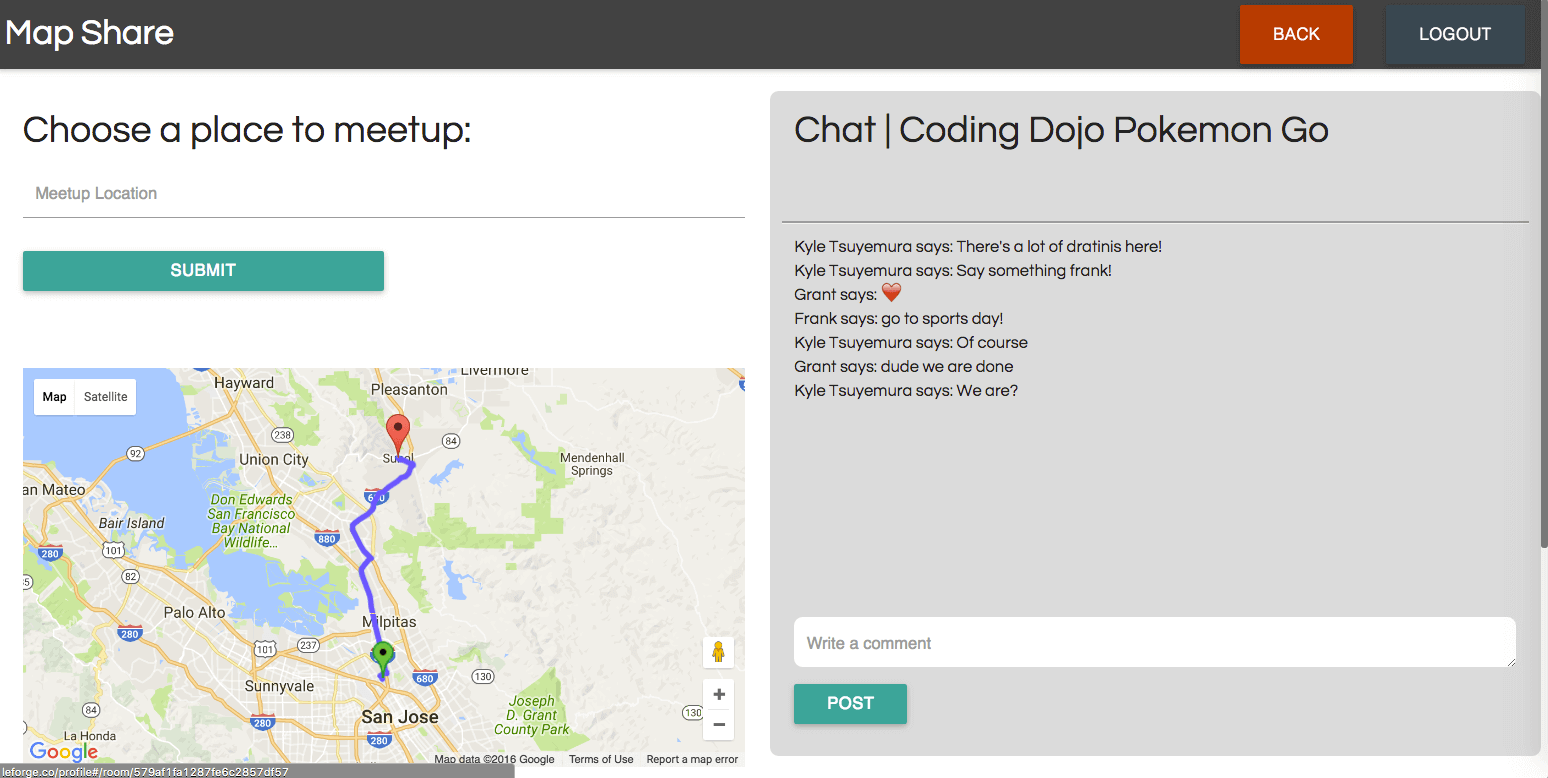 Map Share
BACK
LOGOUT
Choose a place to meetup:
Meetup Location
SUBMIT
Chat | Coding Dojo Pokemon Go
Kyle Tsuyemura says: There's a lot of dratinis here!
Kyle Tsuyemura says: Say something frank!
Grant says: ❤️
Frank says: go to sports day!
Kyle Tsuyemura says: Of course
Grant says: dude we are done
Kyle Tsuyemura says: We are?
Write a comment
POST
Map
Satellite
Hayward
Livermore
Pleasanton
238
84
92
Union City
Sunol
Mendenhall
Springs
an Mateo
680
Don Edwards
San Francisco
Bay National
Wildlife...
Bair Island
880
101
280
82
35
Palo Alto
Milpitas
280
101
237
680
130
Sunnyvale
84
San Jose
Joseph
D. Grant
County Park
130
280
La Honda
280
Google
Map data ©2016 Google
Terms of Use
Report a map error
leforge.co/profile#/room/579af1fa1287fe6c2857df57